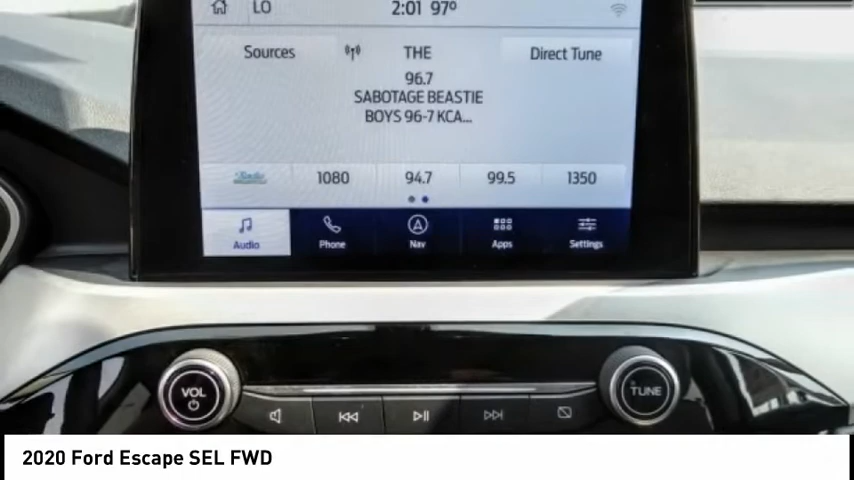 LO 2:01 97°
Sources THE Direct Tune
96.7
SABOTAGE BEASTIE
BOYS 96-7 KCA...
1080 94.7 99.5 1350
Audio Phone Nav Apps Settings
VOL TUNE
2020 Ford Escape SEL FWD